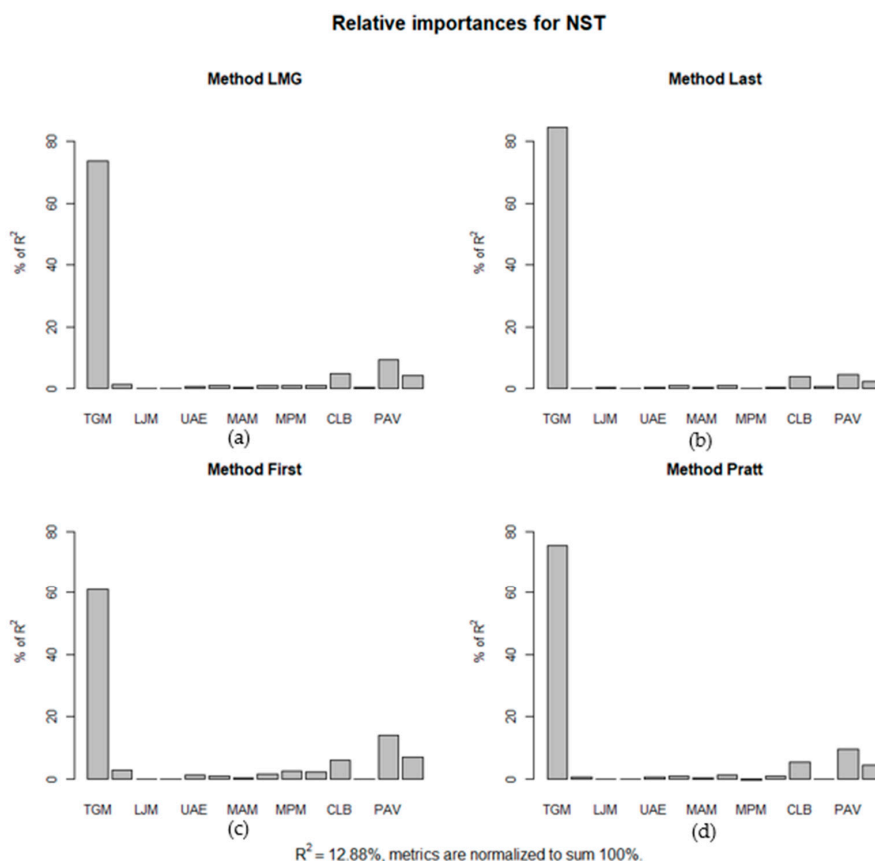 Relative importances for NST
Method LMG
% of R²
80
60
40
20
0
TGM LJM UAE MAM MPM CLB PAV
(a)
Method Last
% of R²
80
60
40
20
0
TGM LJM UAE MAM MPM CLB PAV
(b)
Method First
% of R²
80
60
40
20
0
TGM LJM UAE MAM MPM CLB PAV
(c)
Method Pratt
% of R²
80
60
40
20
0
TGM LJM UAE MAM MPM CLB PAV
(d)
R² = 12.88%, metrics are normalized to sum 100%.